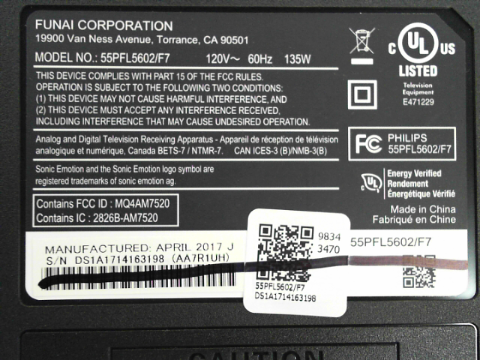 FUNAI CORPORATION
19900 Van Ness Avenue, Torrance, CA 90501
MODEL NO.: 55PFL5602/F7 120V~ 60Hz 135W
THIS DEVICE COMPLIES WITH PART 15 OF THE FCC RULES.
OPERATION IS SUBJECT TO THE FOLLOWING TWO CONDITIONS:
(1) THIS DEVICE MAY NOT CAUSE HARMFUL INTERFERENCE, AND
(2) THIS DEVICE MUST ACCEPT ANY INTERFERENCE RECEIVED,
INCLUDING INTERFERENCE THAT MAY CAUSE UNDESIRED OPERATION.
Analog and Digital Television Receiving Apparatus - Appareil de réception de télévision
analogique et numérique, Canada BETS-7 / NTMR-7. CAN ICES-3 (B)/NMB-3(B)
Sonic Emotion and the Sonic Emotion logo symbol are
registered trademarks of sonic emotion ag.
Contains FCC ID : MQ4AM7520
Contains IC : 2826B-AM7520
C UL US
LISTED
Television
Equipment
E471229
FC PHILIPS
55PFL5602/F7
UL Energy Verified
Rendement
Énergétique Vérifié
Made in China
Fabriqué en China
MANUFACTURED: APRIL 2017 J
S/N DS1A1714163198 (AA7R1UH)
9834
3470
55PFL5602/F7
DS1A1714163198
55PFL5602/F7
CAUTION